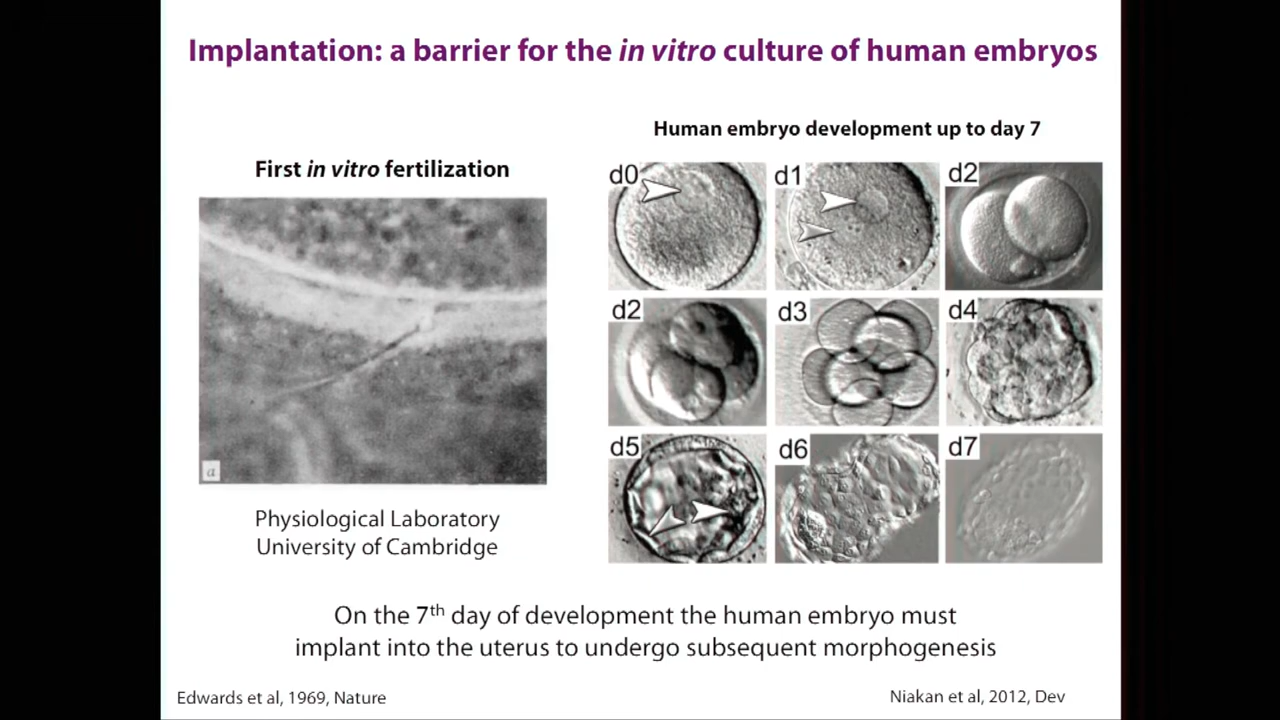 Implantation: a barrier for the in vitro culture of human embryos
Human embryo development up to day 7
First in vitro fertilization
d0
d1
d2
d2
d3
d4
d5
d6
d7
a
Physiological Laboratory
University of Cambridge
On the 7th day of development the human embryo must
implant into the uterus to undergo subsequent morphogenesis
Edwards et al, 1969, Nature
Niakan et al, 2012, Dev